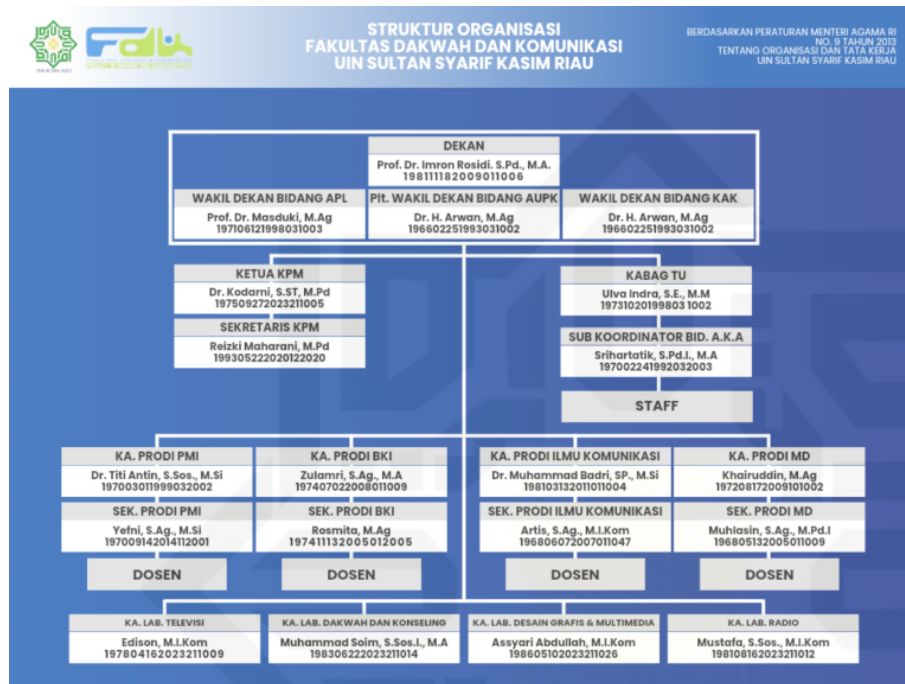 STRUKTUR ORGANISASI
FAKULTAS DAKWAH DAN KOMUNIKASI
UIN SULTAN SYARIF KASIM RIAU
BERDASARKAN PERATURAN MENTERI AGAMA RI
NO. 9 TAHUN 2013
TENTANG ORGANISASI DAN TATA KERJA
UIN SULTAN SYARIF KASIM RIAU
DEKAN
Prof. Dr. Imron Rosidi. S.Pd., M.A.
198111182009011006
WAKIL DEKAN BIDANG APL
Prof. Dr. Masduki, M.Ag
197106121998031003
Plt. WAKIL DEKAN BIDANG AUPK
Dr. H. Arwan, M.Ag
196602251993031002
WAKIL DEKAN BIDANG KAK
Dr. H. Arwan, M.Ag
196602251993031002
KETUA KPM
Dr. Kodarni, S.ST, M.Pd
197509272023211005
SEKRETARIS KPM
Reizki Maharani, M.Pd
199305222020122020
KABAG TU
Ulva Indra, S.E., M.M
19731020199803 1002
SUB KOORDINATOR BID. A.K.A
Srihartatik, S.Pd.I., M.A
197002241992032003
STAFF
KA. PRODI PMI
Dr. Titi Antin, S.Sos., M.Si
197003011999032002
SEK. PRODI PMI
Yefni, S.Ag., M.Si
197009142014112001
DOSEN
KA. PRODI BKI
Zulamri, S.Ag., M.A
197407022008011009
SEK. PRODI BKI
Rosmita, M.Ag
197411132005012005
DOSEN
KA. PRODI ILMU KOMUNIKASI
Dr. Muhammad Badri, SP., M.Si
198103132011011004
SEK. PRODI ILMU KOMUNIKASI
Artis, S.Ag., M.I.Kom
196806072007011047
DOSEN
KA. PRODI MD
Khairuddin, M.Ag
197208172009101002
SEK. PRODI MD
Muhlasin, S.Ag., M.Pd.I
196805132005011009
DOSEN
KA. LAB. TELEVISI
Edison, M.I.Kom
197804162023211009
KA. LAB. DAKWAH DAN KONSELING
Muhammad Soim, S.Sos.I., M.A
198306222023211014
KA. LAB. DESAIN GRAFIS & MULTIMEDIA
Assyari Abdullah, M.I.Kom
198605102023211026
KA. LAB. RADIO
Mustafa, S.Sos., M.I.Kom
198108162023211012